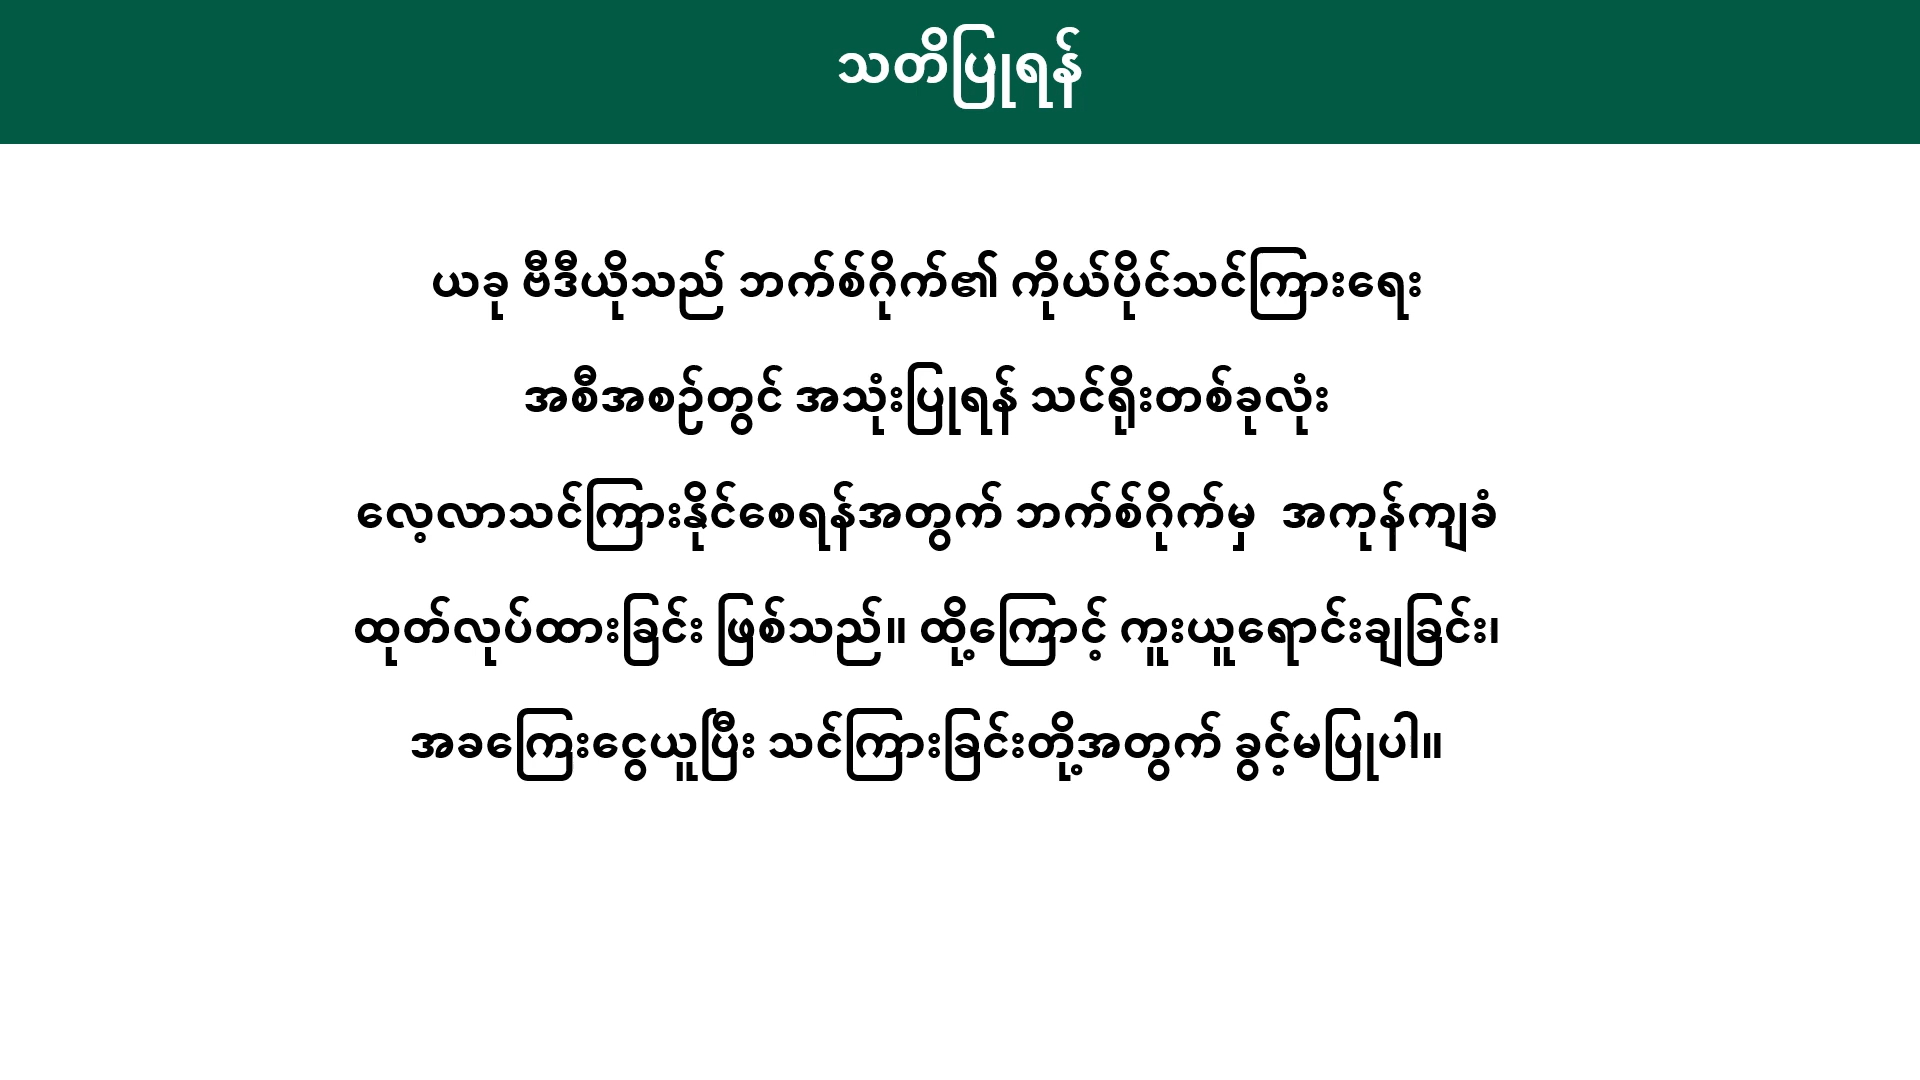 သတိပြုရန်
ယခု ဗီဒီယိုသည် ဘက်စ်ဂိုက်၏ ကိုယ်ပိုင်သင်ကြားရေး
အစီအစဉ်တွင် အသုံးပြုရန် သင်ရိုးတစ်ခုလုံး
လေ့လာသင်ကြားနိုင်စေရန်အတွက် ဘက်စ်ဂိုက်မှ  အကုန်ကျခံ
ထုတ်လုပ်ထားခြင်း ဖြစ်သည်။ ထို့ကြောင့် ကူးယူရောင်းချခြင်း၊
အခကြေးငွေယူပြီး သင်ကြားခြင်းတို့အတွက် ခွင့်မပြုပါ။